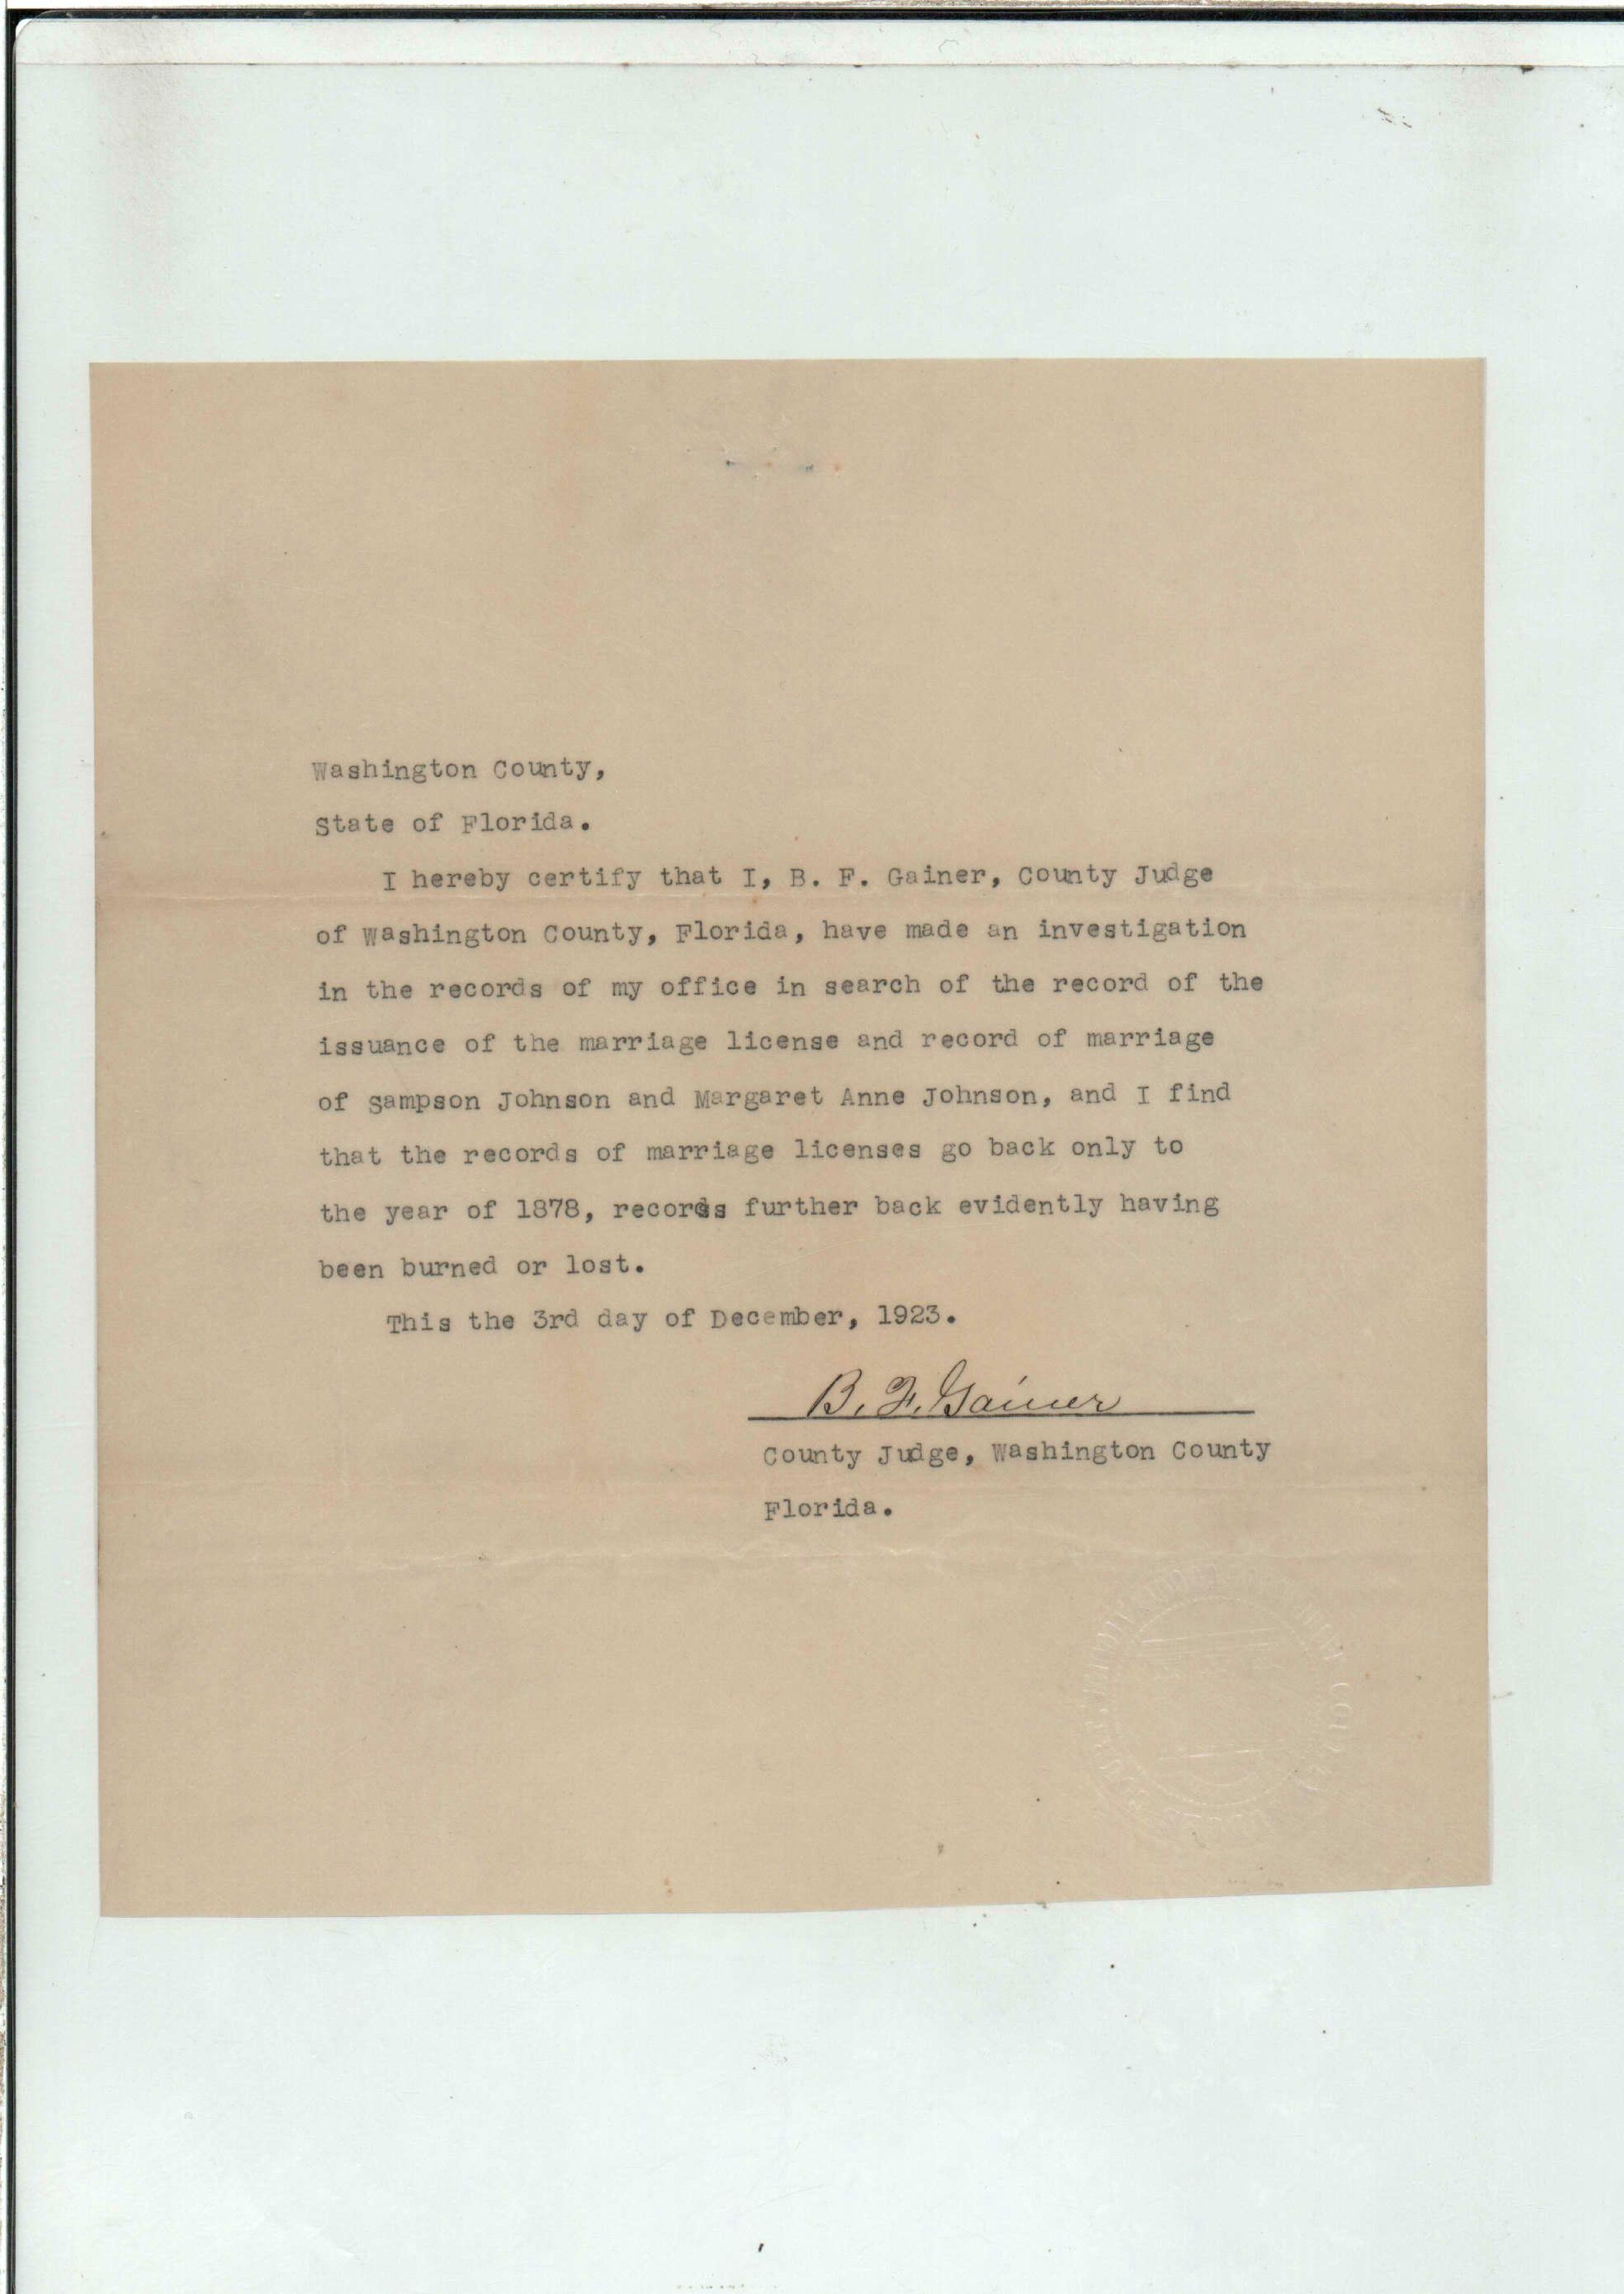 Washington County,
State of Florida.
I hereby certify that I, B. F. Gainer, County Judge
of Washington County, Florida, have made an investigation
in the records of my office in search of the record of the
issuance of the marriage license and record of marriage
of Sampson Johnson and Margaret Anne Johnson, and I find
that the records of marriage licenses go back only to
the year of 1878, records further back evidently having
been burned or lost.
This the 3rd day of December, 1923.
B. F. Gainer
County Judge, Washington County
Florida.